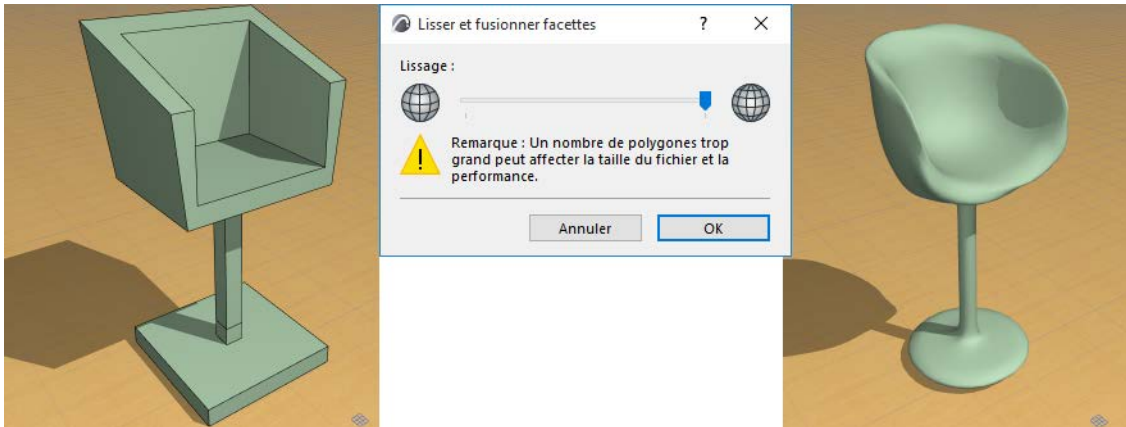 Lisser et fusionner facettes
Lissage :
Remarque : Un nombre de polygones trop
grand peut affecter la taille du fichier et la
performance.
Annuler
OK